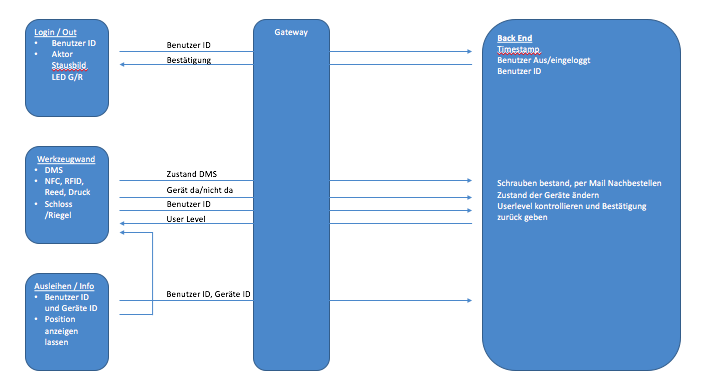 Login / Out
• Benutzer ID
• Aktor
Stausbild
LED G/R
Benutzer ID
Bestätigung
Gateway
Back End
Timestamp
Benutzer Aus/eingeloggt
Benutzer ID
Werkzeugwand
• DMS
• NFC, RFID,
Reed, Druck
• Schloss
/Riegel
Zustand DMS
Gerät da/nicht da
Benutzer ID
User Level
Schrauben bestand, per Mail Nachbestellen
Zustand der Geräte ändern
Userlevel kontrollieren und Bestätigung
zurück geben
Ausleihen / Info
• Benutzer ID
und Geräte ID
• Position
anzeigen
lassen
Benutzer ID, Geräte ID